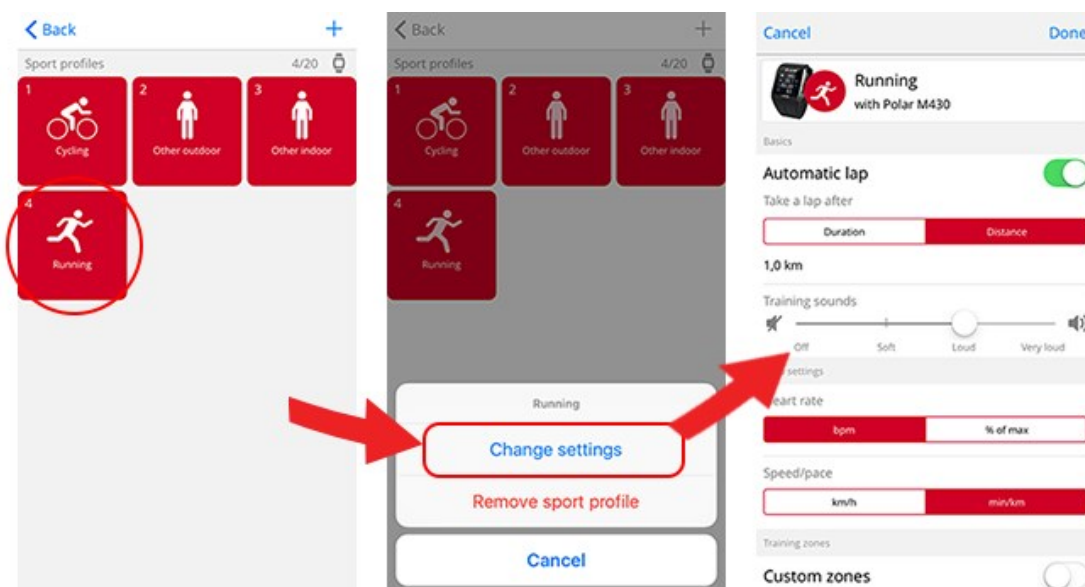 Back +
Sport profiles 4/20
1 2 3
Cycling Other outdoor Other indoor
4
Running
Back +
Sport profiles 4/20
1 2 3
Cycling Other outdoor Other indoor
4
Running
Running
Change settings
Remove sport profile
Cancel
Cancel Done
Running
with Polar M430
Basics
Automatic lap
Take a lap after
Duration Distance
1,0 km
Training sounds
Off Soft Loud Very loud
settings
eart rate
bpm % of max
Speed/pace
km/h min/km
Training zones
Custom zones